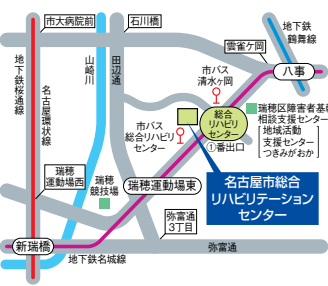 市大病院前
石川橋
地下鉄
鶴舞線
雲雀ケ岡
八事
地下鉄桜通線
名古屋環状線
山崎川
田辺通
市バス
清水ケ岡
総合
リハビリ
センター
①番出口
瑞穂区障害者基
相談支援センター
地域活動
支援センター
つきみがおか
市バス
総合リハビリ
センター
瑞穂
運動場西
瑞穂
競技場
瑞穂運動場東
名古屋市総合
リハビリテーション
センター
弥富通
3丁目
新瑞橋
弥富通
地下鉄名城線